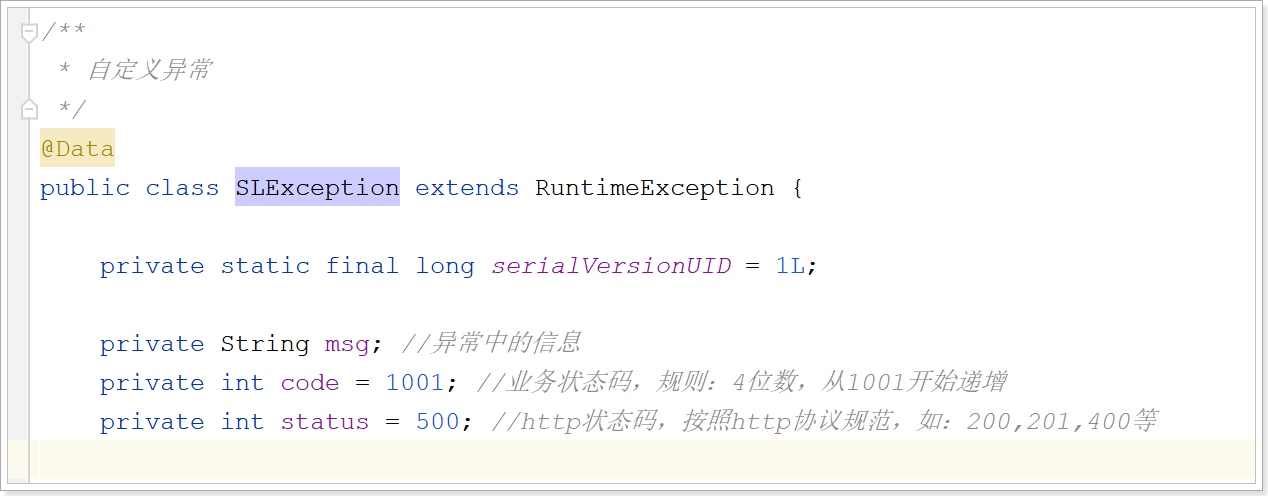 /**
* 自定义异常
*/
@Data
public class SLException extends RuntimeException {
private static final long serialVersionUID = 1L;
private String msg; //异常中的信息
private int code = 1001; //业务状态码，规则：4位数，从1001开始递增
private int status = 500; //http状态码，按照http协议规范，如：200,201,400等